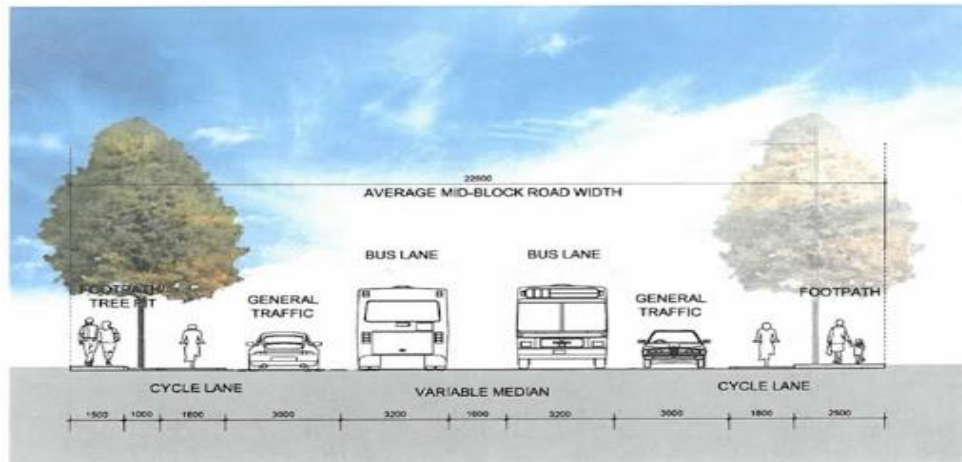 22600
AVERAGE MID-BLOCK ROAD WIDTH
BUS LANE
BUS LANE
FOOTPATH
TREE PIT
GENERAL
TRAFFIC
GENERAL
TRAFFIC
FOOTPATH
CYCLE LANE
VARIABLE MEDIAN
CYCLE LANE
1500 1000 1800 3000 3200 1600 3200 3000 1800 2500